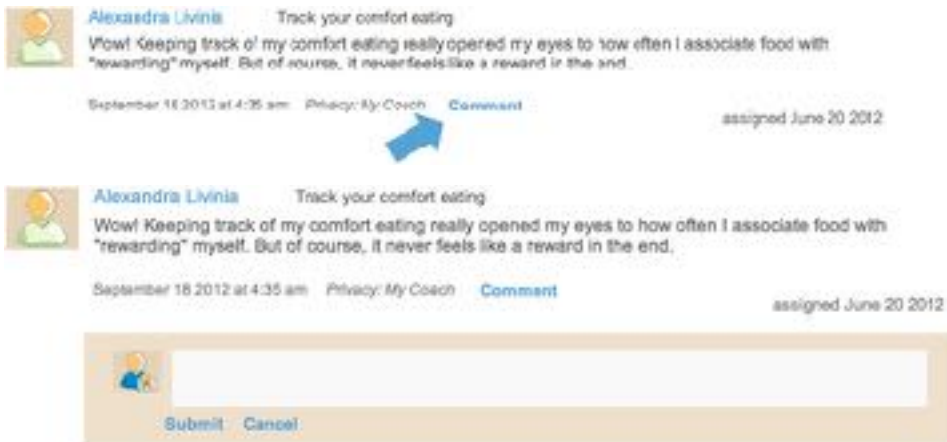 Alexandra Livinia Track your comfort eating
Wow! Keeping track of my comfort eating really opened my eyes to how often I associate food with
"rewarding" myself. But of course, it never feels like a reward in the end.
September 18 2012 at 4:35 am Privacy: My Coach Comment
assigned June 20 2012
Alexandra Livinia Track your comfort eating
Wow! Keeping track of my comfort eating really opened my eyes to how often I associate food with
"rewarding" myself. But of course, it never feels like a reward in the end.
September 18 2012 at 4:35 am Privacy: My Coach Comment
assigned June 20 2012
Submit Cancel